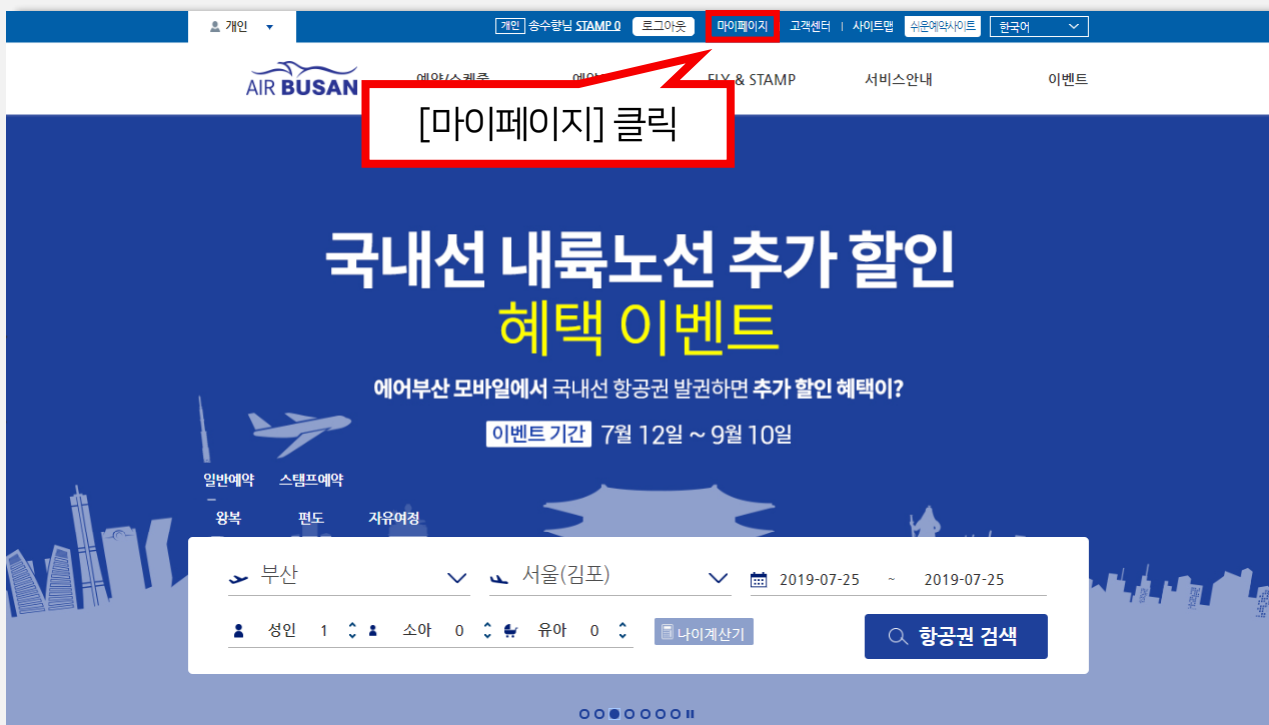 개인
개인 송수향님 STAMP 0 로그아웃 마이페이지 고객센터 사이트맵 쉬운예약사이트 한국어
AIR BUSAN
예약/스케줄 FLY & STAMP 서비스안내 이벤트
[마이페이지] 클릭
국내선 내륙노선 추가 할인
혜택 이벤트
에어부산 모바일에서 국내선 항공권 발권하면 추가 할인 혜택이?
이벤트 기간 7월 12일 ~ 9월 10일
일반예약 스탬프예약
왕복 편도 자유여정
부산 서울(김포) 2019-07-25 ~ 2019-07-25
성인 1 소아 0 유아 0 나이계산기 항공권 검색